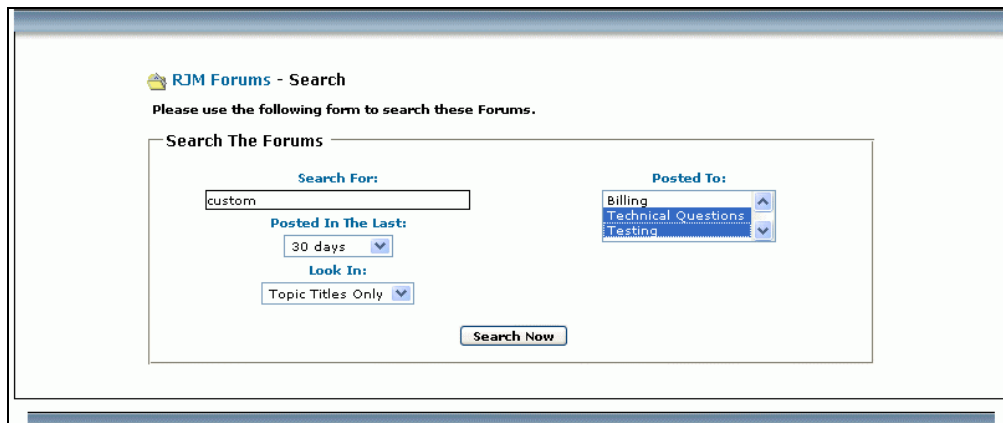 RJM Forums - Search
Please use the following form to search these Forums.
Search The Forums
Search For:
custom
Posted In The Last:
30 days
Look In:
Topic Titles Only
Posted To:
Billing
Technical Questions
Testing
Search Now